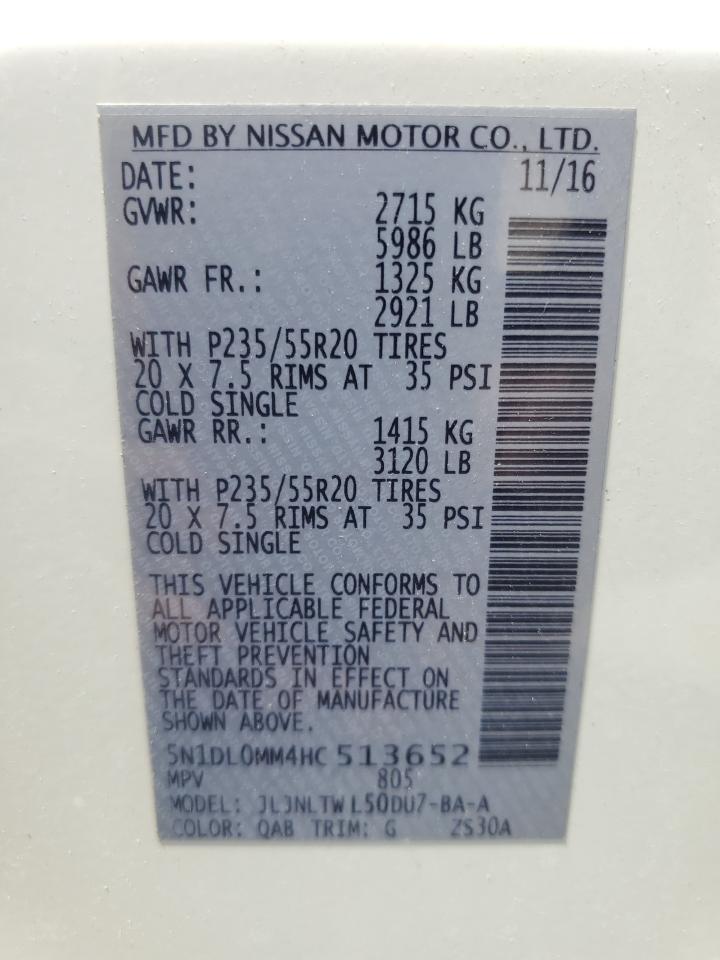 MFD BY NISSAN MOTOR CO., LTD.
DATE: 11/16
GVWR: 2715 KG
5986 LB
GAWR FR.: 1325 KG
2921 LB
WITH P235/55R20 TIRES
20 X 7.5 RIMS AT 35 PSI
COLD SINGLE
GAWR RR.: 1415 KG
3120 LB
WITH P235/55R20 TIRES
20 X 7.5 RIMS AT 35 PSI
COLD SINGLE
THIS VEHICLE CONFORMS TO
ALL APPLICABLE FEDERAL
MOTOR VEHICLE SAFETY AND
THEFT PREVENTION
STANDARDS IN EFFECT ON
THE DATE OF MANUFACTURE
SHOWN ABOVE.
5N1DL0MM4HC 513652
MPV 805
MODEL:
COLOR: QAB TRIM: G 2S30A